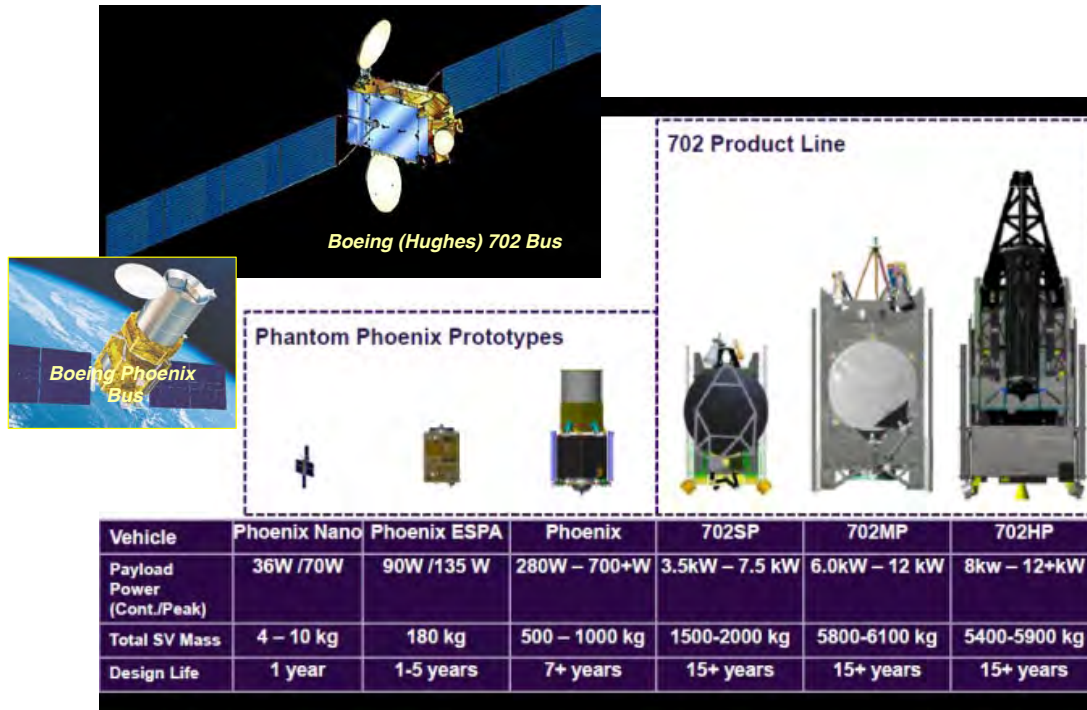 Boeing (Hughes) 702 Bus
Boeing Phoenix
Bus
702 Product Line
Phantom Phoenix Prototypes
Vehicle Phoenix Nano Phoenix ESPA Phoenix 702SP 702MP 702HP
Payload 36W /70W 90W /135 W 280W – 700+W 3.5kW – 7.5 kW 6.0kW – 12 kW 8kw – 12+kW
Power
(Cont./Peak)
Total SV Mass 4 – 10 kg 180 kg 500 – 1000 kg 1500-2000 kg 5800-6100 kg 5400-5900 kg
Design Life 1 year 1-5 years 7+ years 15+ years 15+ years 15+ years